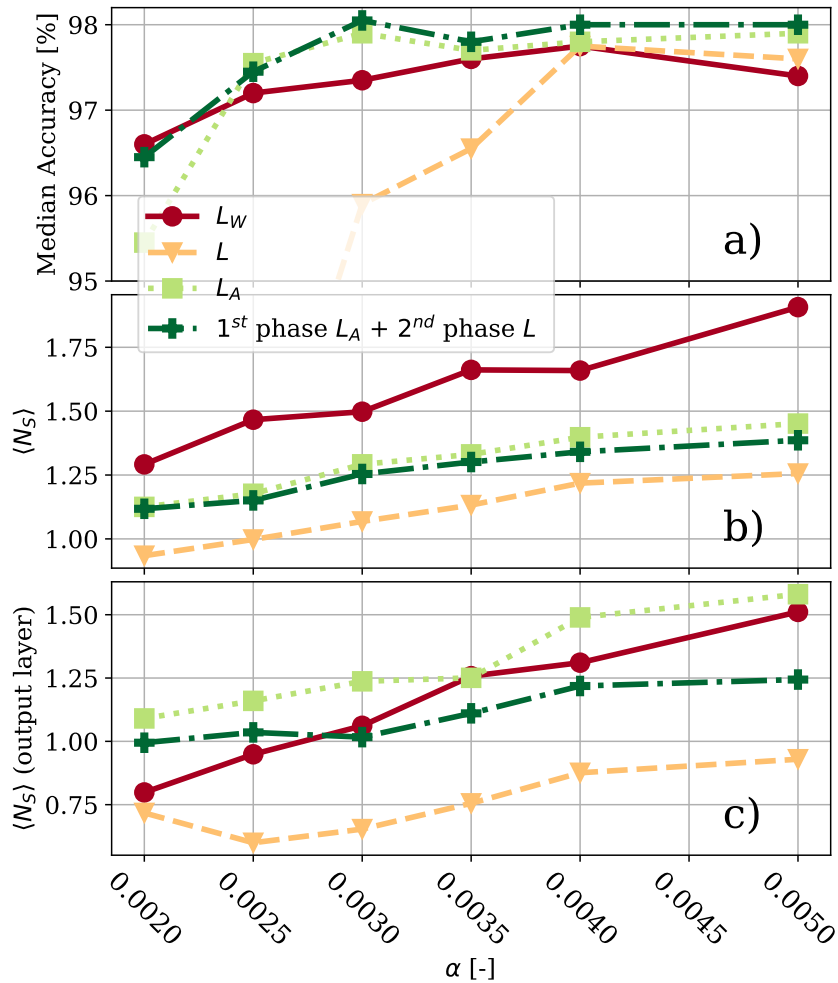 98
97
96
95
Median Accuracy [%]
a)
L_W
L
L_A
1^st phase L_A + 2^nd phase L
1.75
1.50
1.25
1.00
⟨N_S⟩
b)
1.50
1.25
1.00
0.75
⟨N_S⟩ (output layer)
c)
0.0020
0.0025
0.0030
0.0035
0.0040
0.0045
0.0050
α [-]